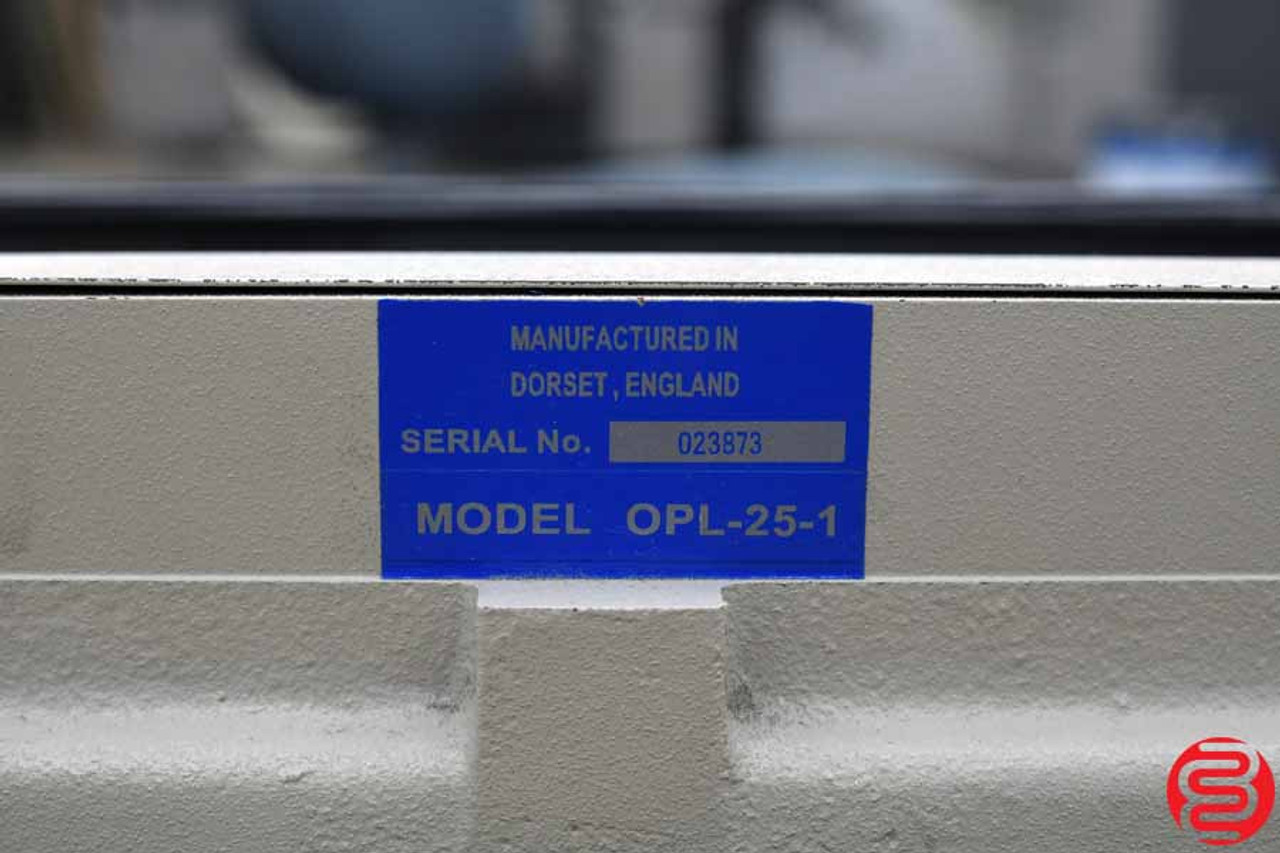 MANUFACTURED IN
DORSET, ENGLAND
SERIAL No. 023873
MODEL OPL-25-1